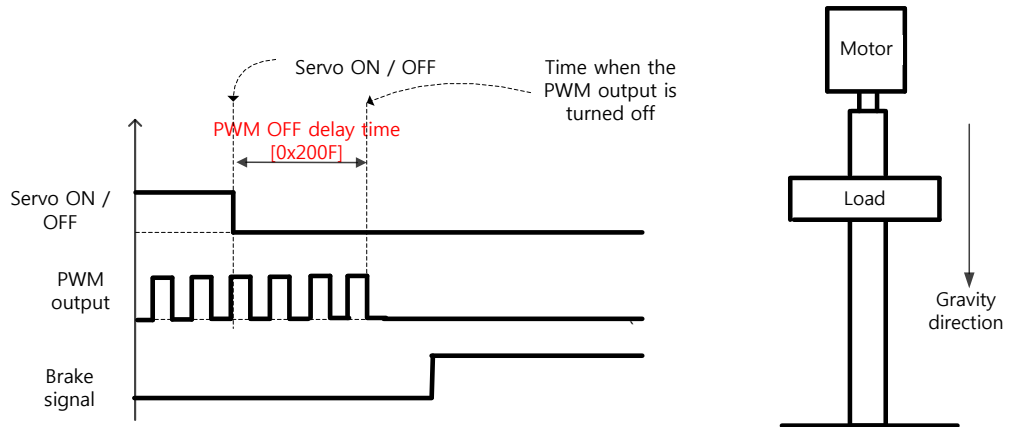 Servo ON / OFF
Time when the
PWM output is
turned off
PWM OFF delay time
[0x200F]
Servo ON /
OFF
PWM
output
Brake
signal
Motor
Load
Gravity
direction